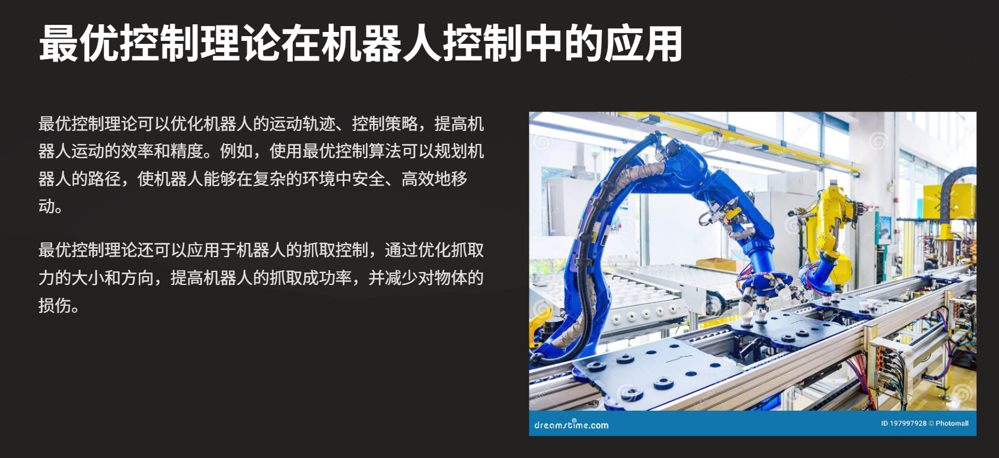 最优控制理论在机器人控制中的应用
最优控制理论可以优化机器人的运动轨迹、控制策略，提高机
器人运动的效率和精度。例如，使用最优控制算法可以规划机
器人的路径，使机器人能够在复杂的环境中安全、高效地移
动。
最优控制理论还可以应用于机器人的抓取控制，通过优化抓取
力的大小和方向，提高机器人的抓取成功率，并减少对物体的
损伤。
dreamstime.com
ID 197997928 © Photomall